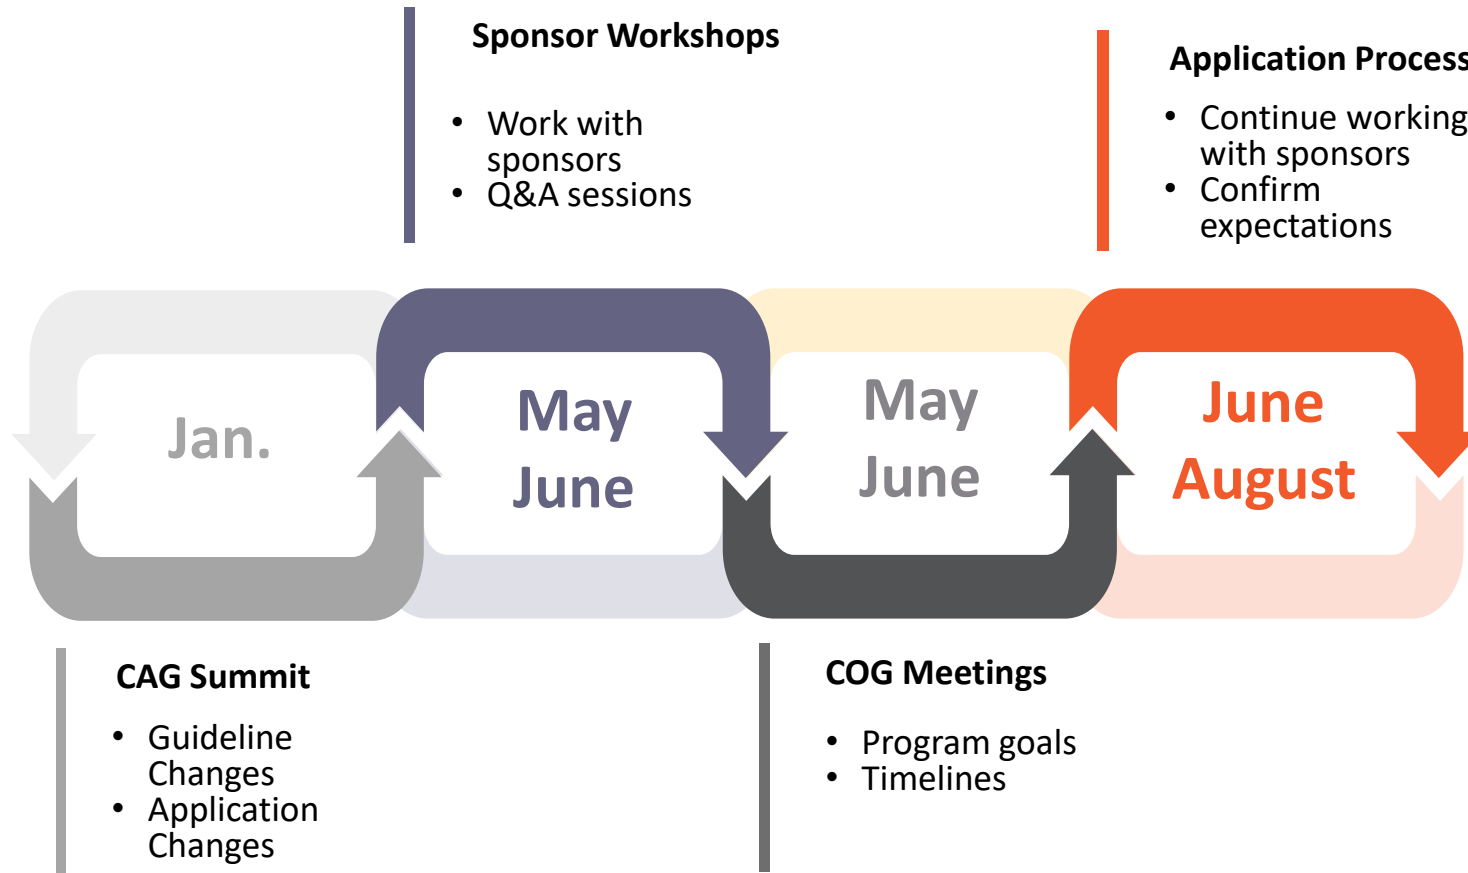 Sponsor Workshops
• Work with
sponsors
• Q&A sessions
Application Process
• Continue working
with sponsors
• Confirm
expectations
Jan.
May
June
May
June
June
August
CAG Summit
• Guideline
Changes
• Application
Changes
COG Meetings
• Program goals
• Timelines